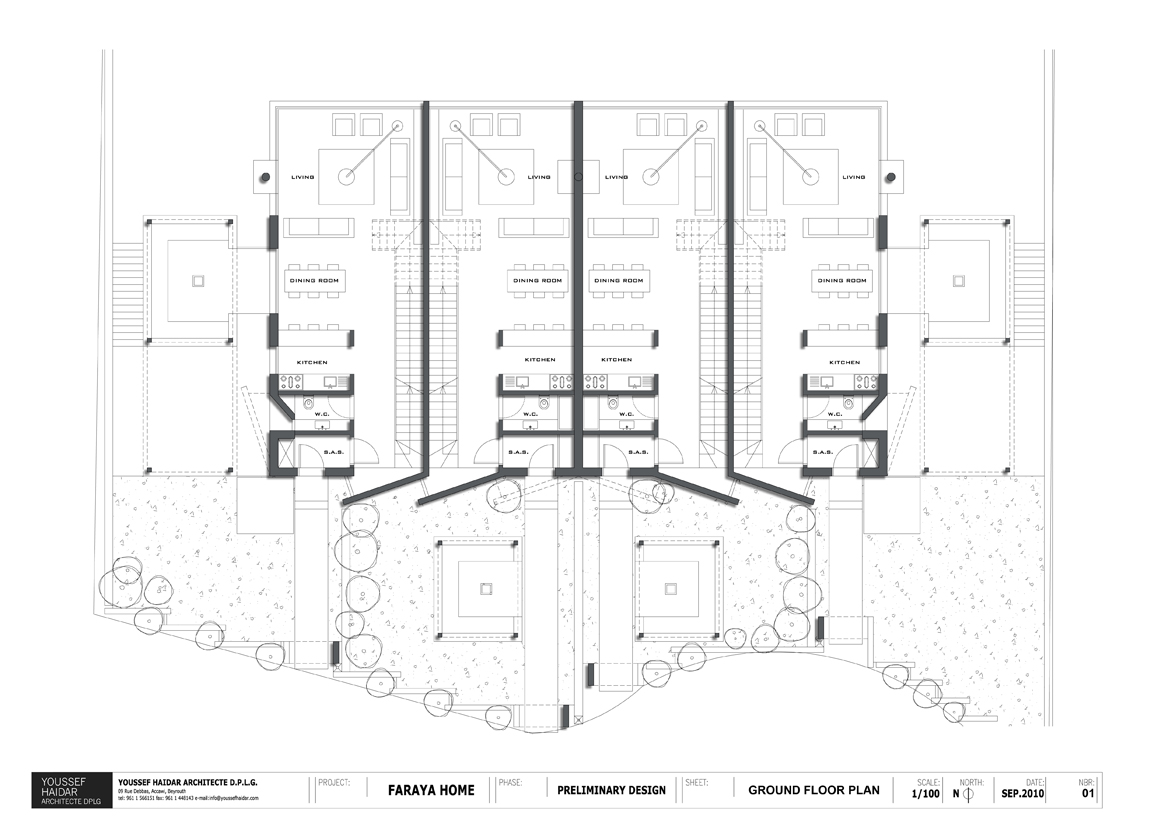 LIVING
LIVING
LIVING
LIVING
DINING ROOM
DINING ROOM
DINING ROOM
DINING ROOM
KITCHEN
KITCHEN
KITCHEN
KITCHEN
W.C.
W.C.
W.C.
W.C.
S.A.S.
S.A.S.
S.A.S.
S.A.S.
YOUSSEF
HAIDAR
ARCHITECTE DPLG
YOUSSEF HAIDAR ARCHITECTE D.P.L.G.
09 Rue Debbas, Accawi, Beyrouth
tel: 961 1 566151 fax: 961 1 448143 e-mail:info@youssefhaidar.com
PROJECT:
FARAYA HOME
PHASE:
PRELIMINARY DESIGN
SHEET:
GROUND FLOOR PLAN
SCALE:
1/100
NORTH:
N
DATE:
SEP.2010
NBR:
01